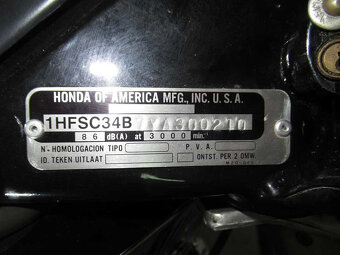 HONDA OF AMERICA MFG., INC. U. S. A.
1HFSC34B
86 dB(A) at 3000 min.
N-HOMOLOGACION TIPO P. V. A.
ID. TEKEN UITLAAT ONTST. PER 2 OMW.